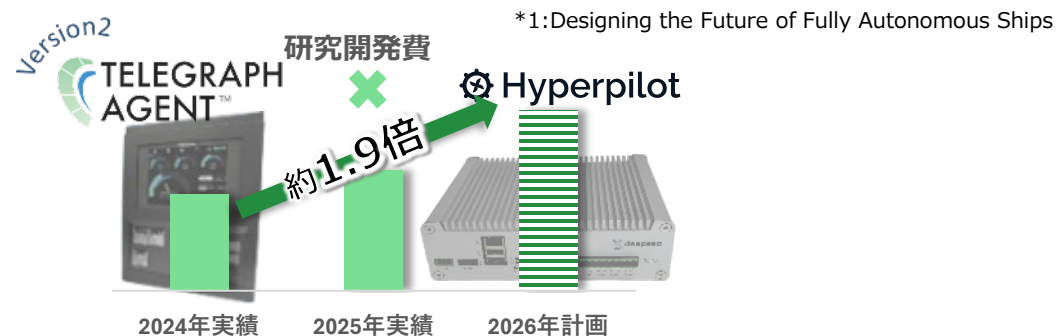 *1:Designing the Future of Fully Autonomous Ships
Version2
TELEGRAPH
AGENT™
研究開発費
Hyperpilot
約1.9倍
deepsea
2024年実績
2025年実績
2026年計画